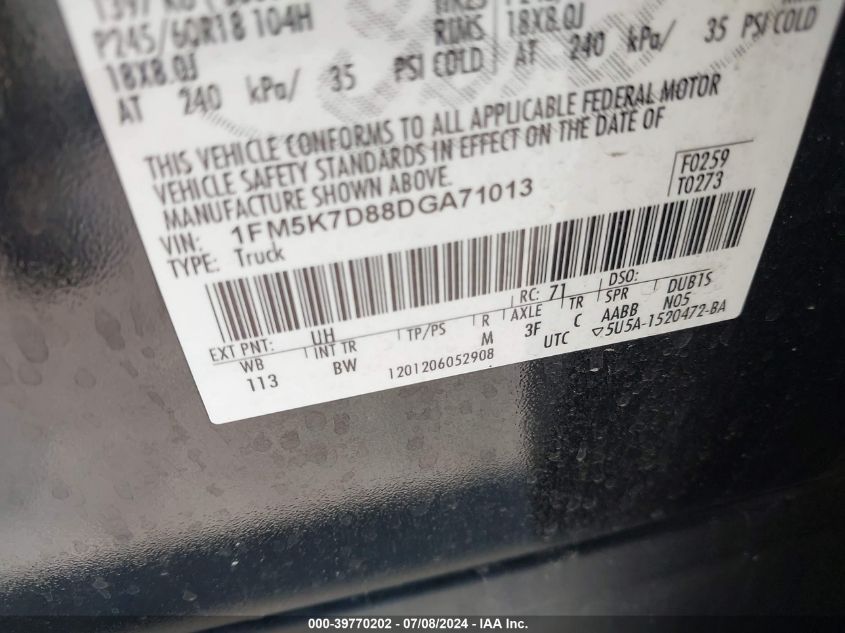 P245/60R18 104H
RIMS 18X8.0J
18X8.0J
AT 240 kPa/ 35 PSI COLD AT 240 kPa/ 35 PSI COLD
THIS VEHICLE CONFORMS TO ALL APPLICABLE FEDERAL MOTOR
VEHICLE SAFETY STANDARDS IN EFFECT ON THE DATE OF
MANUFACTURE SHOWN ABOVE.
F0259
T0273
VIN: 1FM5K7D88DGA71013
TYPE: Truck
EXT PNT: UH RC: 71 DSO:
WB INT TR TP/PS R AXLE TR SPR DUB1S
113 BW M 3F C AABB N05
1201206052908 UTC ▽5U5A-1520472-BA
000-39770202 - 07/08/2024 - IAA Inc.